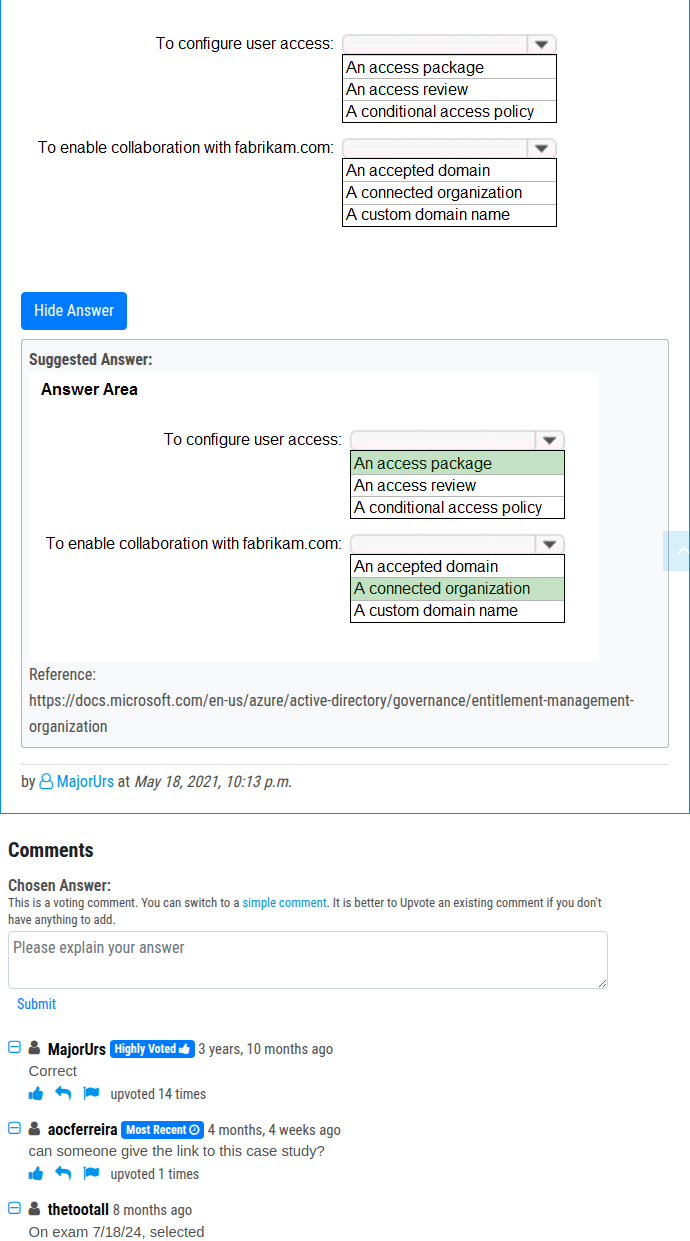 To configure user access:
An access package
An access review
A conditional access policy
To enable collaboration with fabrikam.com:
An accepted domain
A connected organization
A custom domain name
Hide Answer
Suggested Answer:
Answer Area
To configure user access:
An access package
An access review
A conditional access policy
To enable collaboration with fabrikam.com:
An accepted domain
A connected organization
A custom domain name
Reference:
https://docs.microsoft.com/en-us/azure/active-directory/governance/entitlement-management-
organization
by MajorUrs at May 18, 2021, 10:13 p.m.
Comments
Chosen Answer:
This is a voting comment. You can switch to a simple comment. It is better to Upvote an existing comment if you don't
have anything to add.
Please explain your answer
Submit
MajorUrs Highly Voted 3 years, 10 months ago
Correct
upvoted 14 times
aocferreira Most Recent 4 months, 4 weeks ago
can someone give the link to this case study?
upvoted 1 times
thetootall 8 months ago
On exam 7/18/24, selected